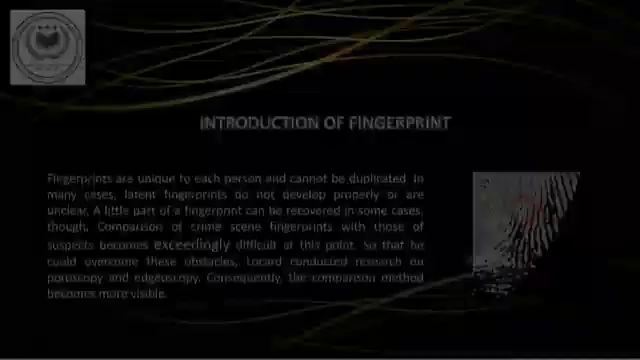 INTRODUCTION OF FINGERPRINT
Fingerprints are unique to each person and cannot be duplicated. In
many cases, latent fingerprints do not develop properly or are
unclear. A little part of a fingerprint can be recovered in some cases,
though. Comparison of crime scene fingerprints with those of
suspects becomes exceedingly difficult at this point. So that he
could overcome these obstacles, Locard conducted research on
poroscopy and edgeoscopy. Consequently, the comparison method
becomes more visible.